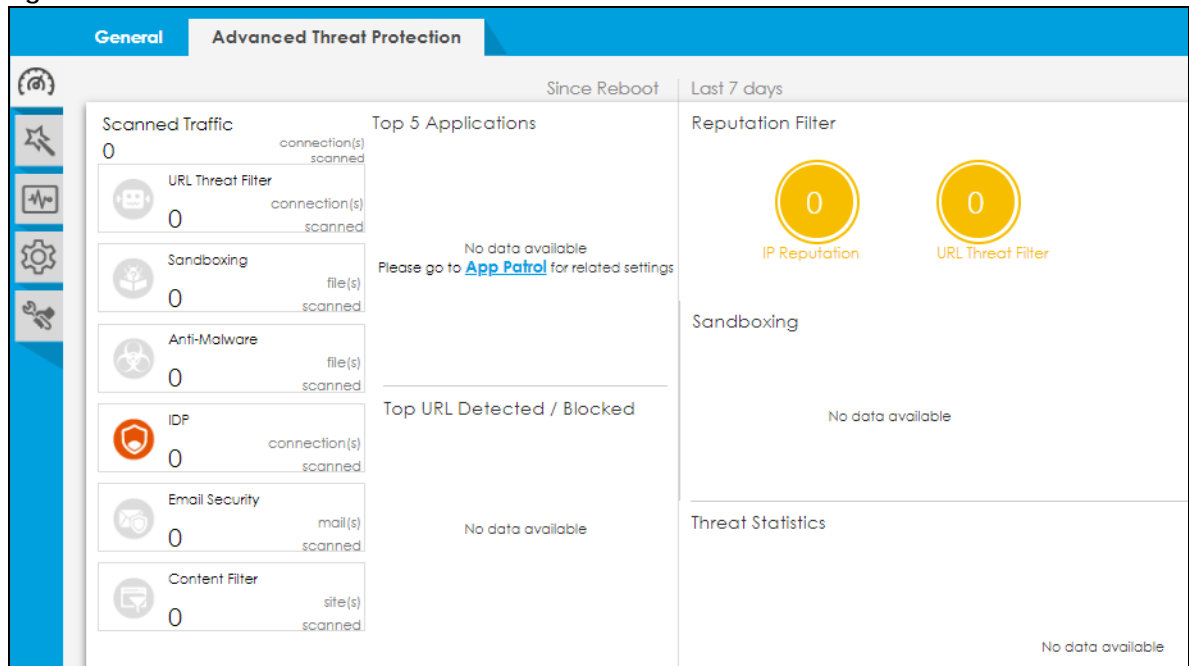 General
Advanced Threat Protection
Since Reboot
Last 7 days
Scanned Traffic
0
connection(s)
scanned
URL Threat Filter
0
connection(s)
scanned
Sandboxing
0
file(s)
scanned
Anti-Malware
0
file(s)
scanned
IDP
0
connection(s)
scanned
Email Security
0
mail(s)
scanned
Content Filter
0
site(s)
scanned
Top 5 Applications
No data available
Please go to App Patrol for related settings
Top URL Detected / Blocked
No data available
Reputation Filter
0
IP Reputation
0
URL Threat Filter
Sandboxing
No data available
Threat Statistics
No data available